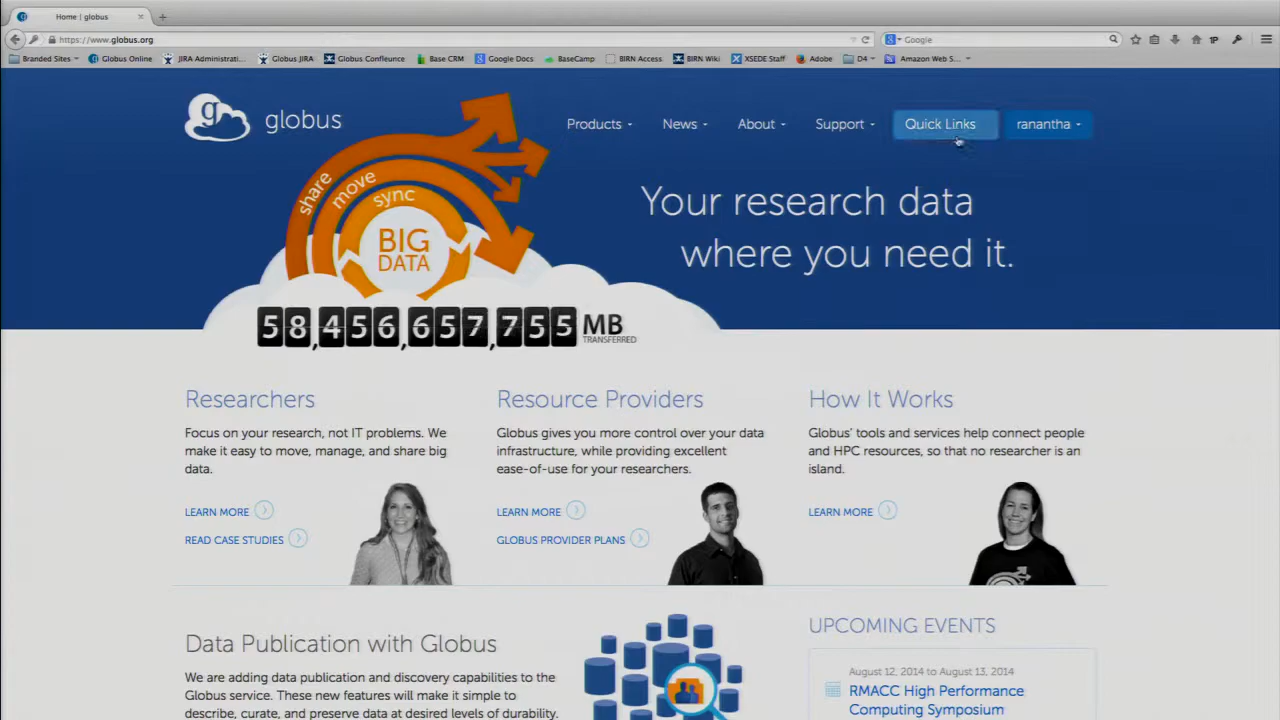 Home | globus
https://www.globus.org
Google
Branded Sites
Globus Online
JIRA Administrati...
Globus JIRA
Globus Confleunce
Base CRM
Google Docs
BaseCamp
BIRN Access
BIRN Wiki
XSEDE Staff
Adobe
D4
Amazon Web S...
g globus
Products
News
About
Support
Quick Links
ranantha
share
move
sync
BIG
DATA
Your research data
where you need it.
58,456,657,755 MB
TRANSFERRED
Researchers
Focus on your research, not IT problems. We
make it easy to move, manage, and share big
data.
LEARN MORE
READ CASE STUDIES
Resource Providers
Globus gives you more control over your data
infrastructure, while providing excellent
ease-of-use for your researchers.
LEARN MORE
GLOBUS PROVIDER PLANS
How It Works
Globus' tools and services help connect people
and HPC resources, so that no researcher is an
island.
LEARN MORE
Data Publication with Globus
We are adding data publication and discovery capabilities to the
Globus service. These new features will make it simple to
describe, curate, and preserve data at desired levels of durability.
UPCOMING EVENTS
August 12, 2014 to August 13, 2014
RMACC High Performance
Computing Symposium